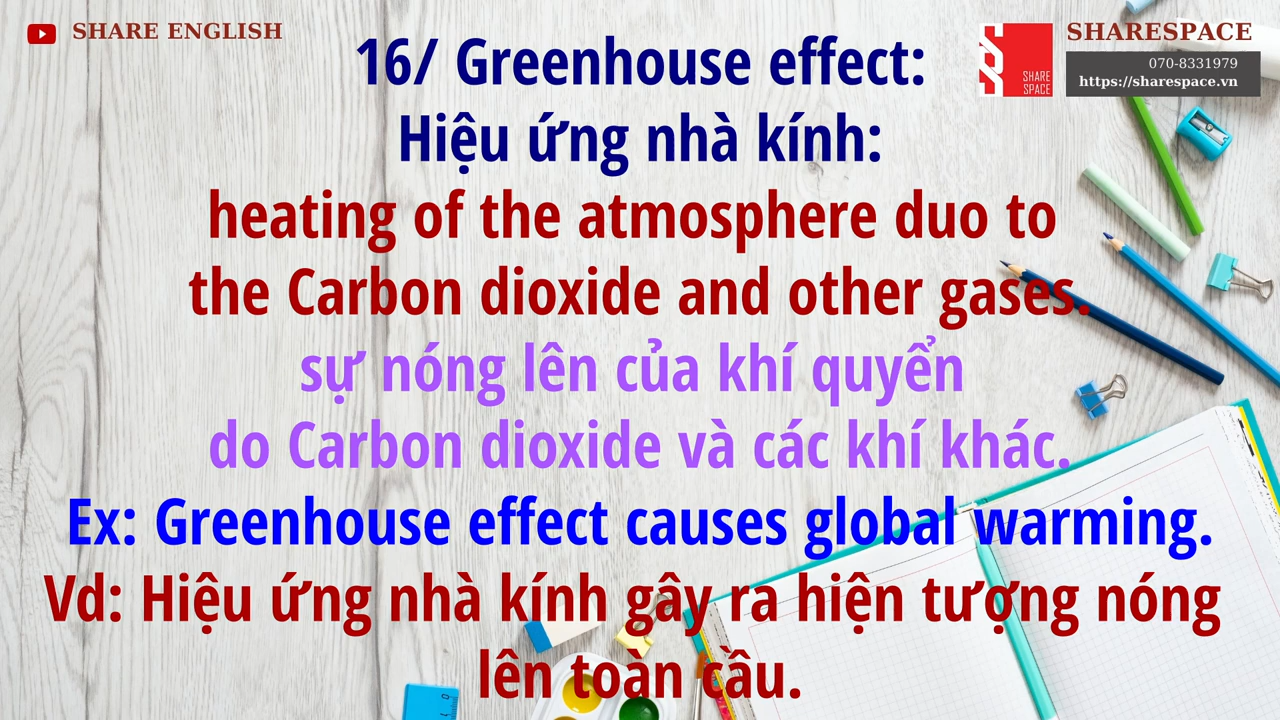 SHARE ENGLISH
SHARESPACE
070-8331979
https://sharespace.vn
SHARE
SPACE
16/ Greenhouse effect:
Hiệu ứng nhà kính:
heating of the atmosphere duo to
the Carbon dioxide and other gases.
sự nóng lên của khí quyển
do Carbon dioxide và các khí khác.
Ex: Greenhouse effect causes global warming.
Vd: Hiệu ứng nhà kính gây ra hiện tượng nóng
lên toàn cầu.